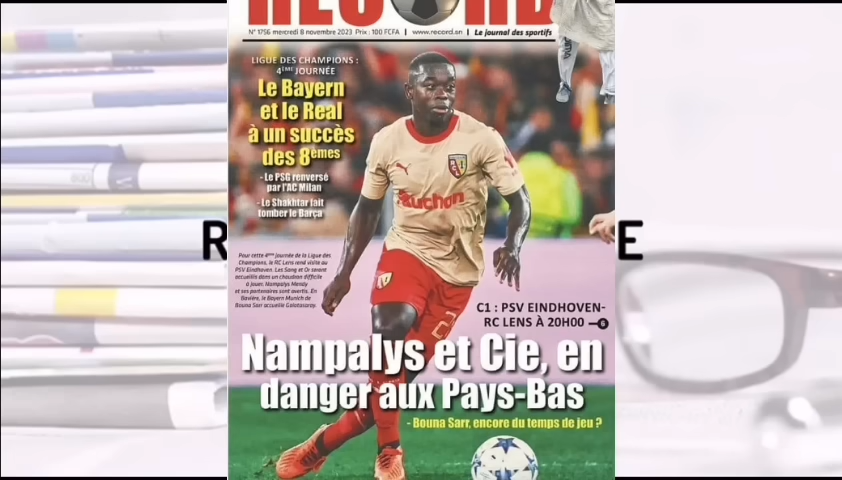 RECORD
N° 1756 mercredi 8 novembre 2023 Prix : 100 FCFA | www.record.sn | Le journal des sportifs
LIGUE DES CHAMPIONS :
4ÈME JOURNÉE
Le Bayern
et le Real
à un succès
des 8èmes
- Le PSG renversé
par l'AC Milan
- Le Shakhtar fait
tomber le Barça
Pour cette 4ème journée de la Ligue des
Champions, le RC Lens rend visite au
PSV Eindhoven. Les Sang et Or seront
accueillis dans un chaudron difficile
à jouer. Nampalys Mendy
et ses partenaires sont avertis. En
Bavière, le Bayern Munich de
Bouna Sarr accueille Galatasaray.
Auchan
R
E
C1 : PSV EINDHOVEN-
RC LENS À 20H00 6
Nampalys et Cie, en
danger aux Pays-Bas
- Bouna Sarr, encore du temps de jeu ?